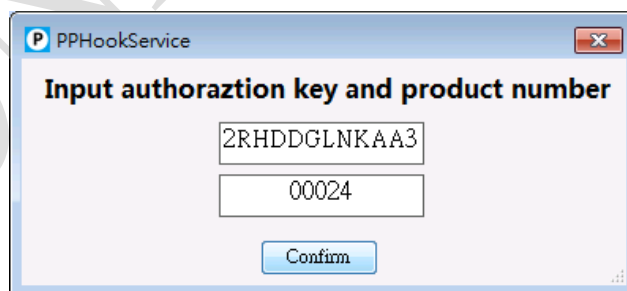 P PPHookService
Input authoraztion key and product number
2RHDDGLNKAA3
00024
Confirm